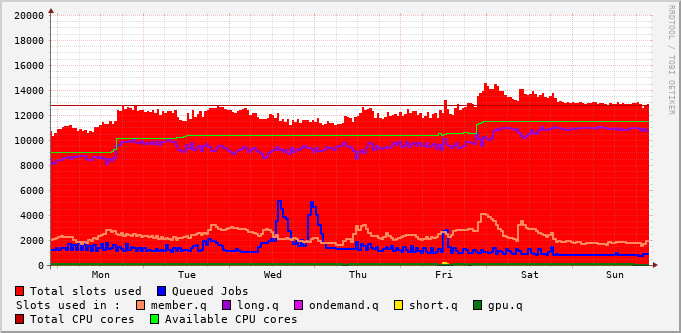 RRDTOOL / TOBI OETIKER
20000
18000
16000
14000
12000
10000
8000
6000
4000
2000
0
Mon Tue Wed Thu Fri Sat Sun
Total slots used Queued Jobs
Slots used in : member.q long.q ondemand.q short.q gpu.q
Total CPU cores Available CPU cores